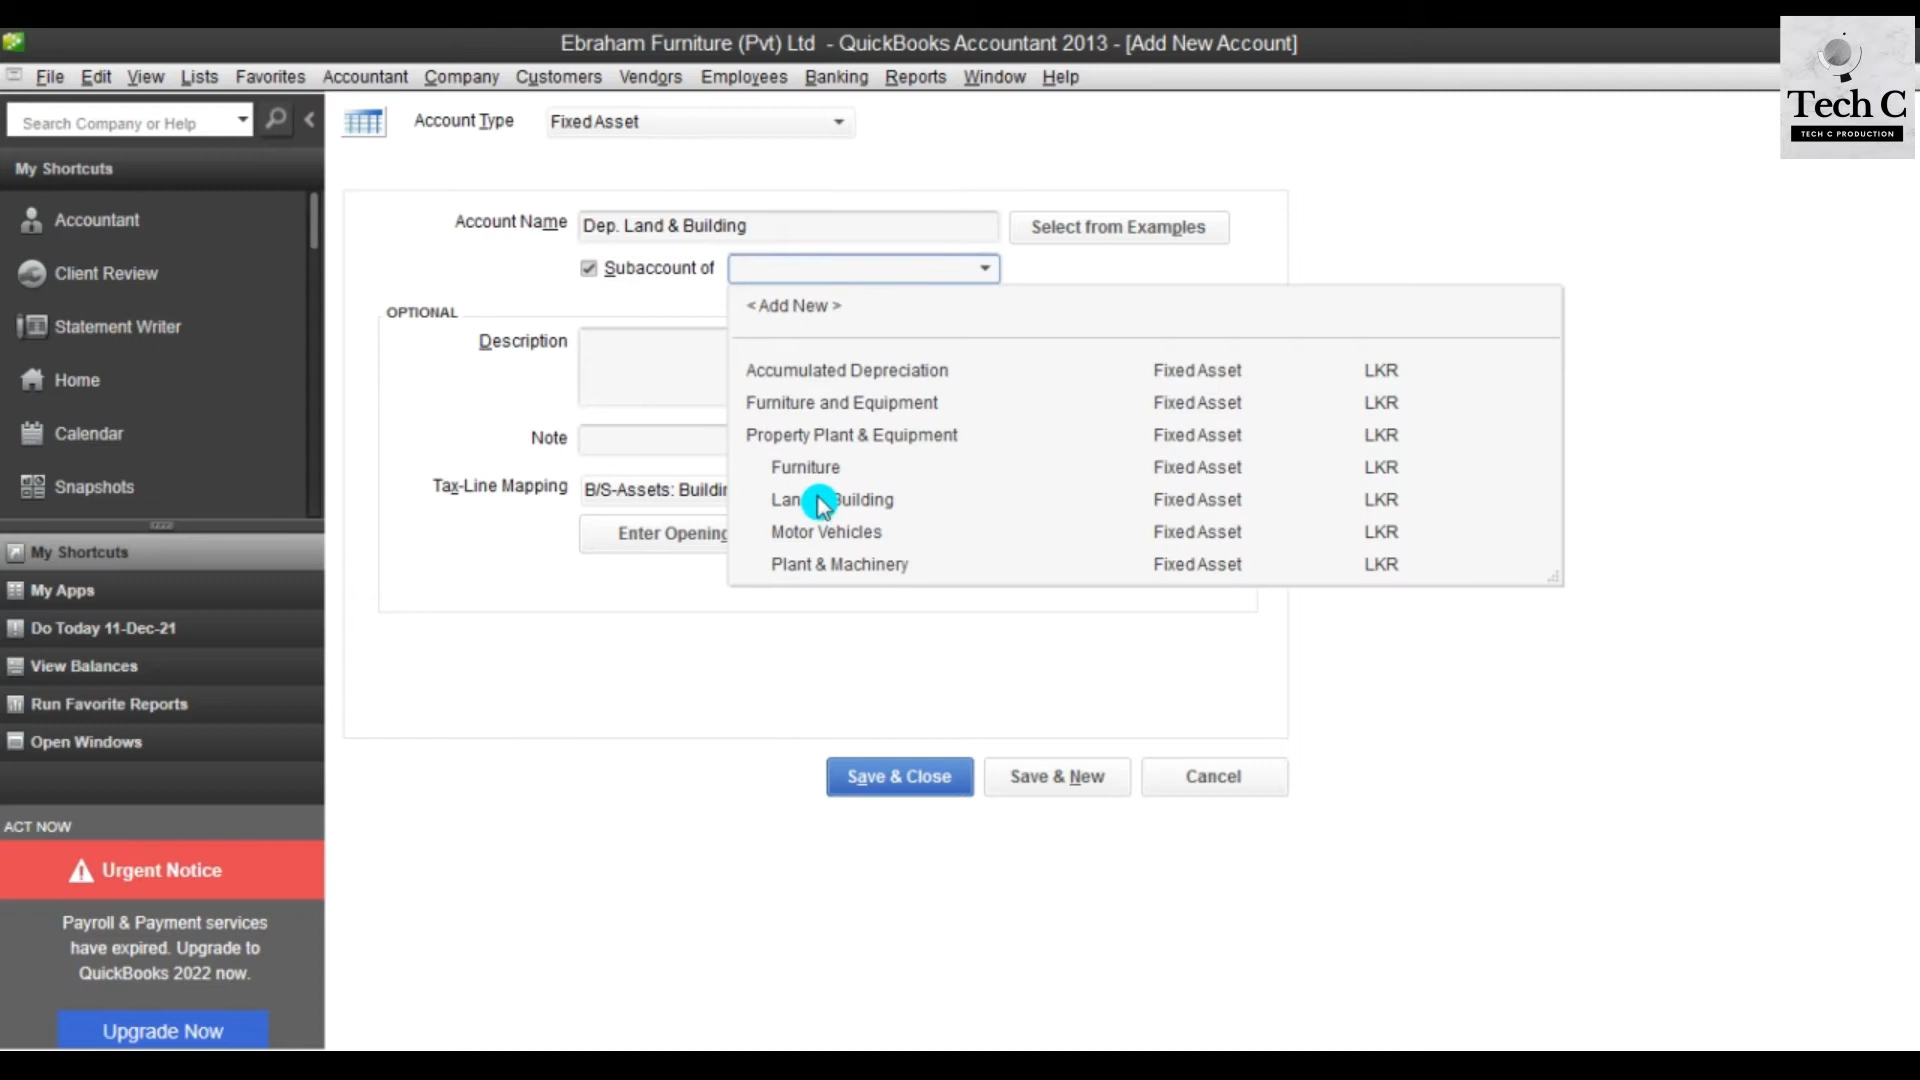 Ebraham Furniture (Pvt) Ltd - QuickBooks Accountant 2013 - [Add New Account]
File Edit View Lists Favorites Accountant Company Customers Vendors Employees Banking Reports Window Help
Tech C
TECH C PRODUCTION
Search Company or Help
My Shortcuts
Accountant
Client Review
Statement Writer
Home
Calendar
Snapshots
My Shortcuts
My Apps
Do Today 11-Dec-21
View Balances
Run Favorite Reports
Open Windows
ACT NOW
Urgent Notice
Payroll & Payment services
have expired. Upgrade to
QuickBooks 2022 now.
Upgrade Now
Account Type Fixed Asset
Account Name Dep. Land & Building Select from Examples
Subaccount of
OPTIONAL
Description
Note
Tax-Line Mapping B/S-Assets: Buildin
Enter Opening
< Add New >
Accumulated Depreciation Fixed Asset LKR
Furniture and Equipment Fixed Asset LKR
Property Plant & Equipment Fixed Asset LKR
Furniture Fixed Asset LKR
Lan Building Fixed Asset LKR
Motor Vehicles Fixed Asset LKR
Plant & Machinery Fixed Asset LKR
Save & Close Save & New Cancel